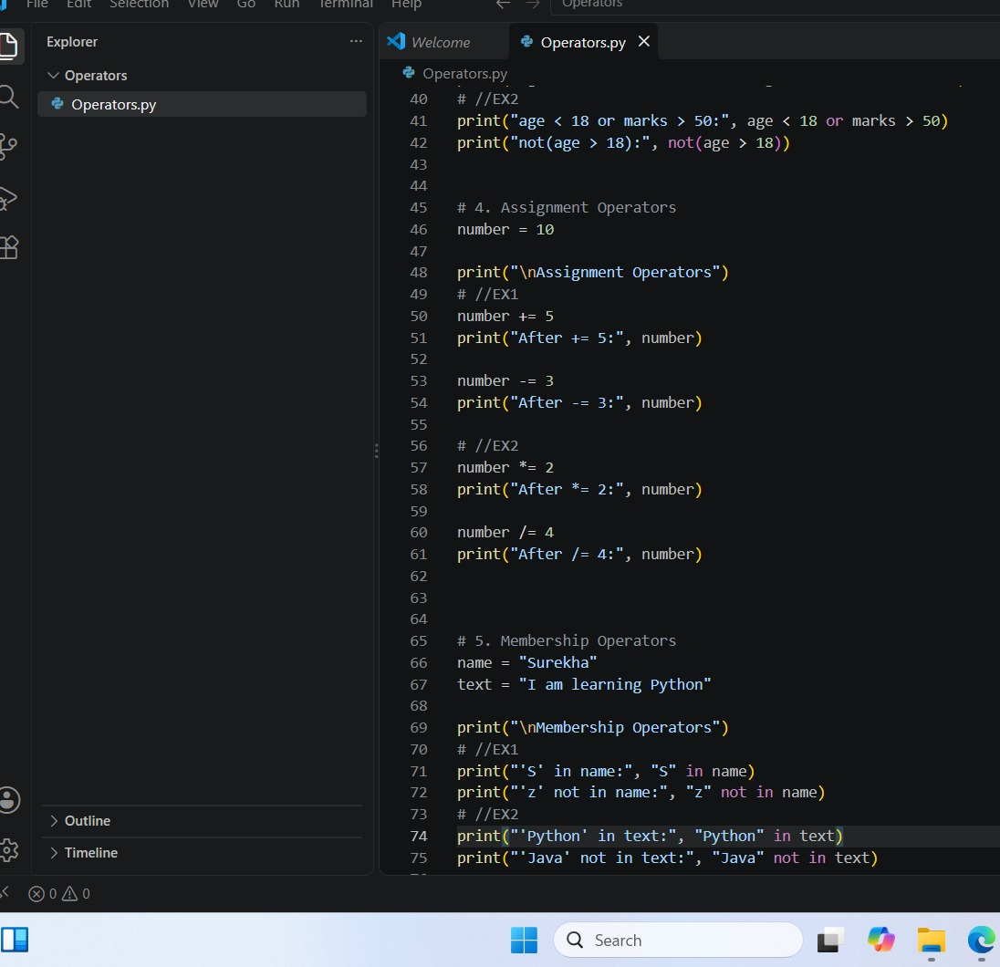 File Edit Selection View Go Run Terminal Help Operators
Explorer
Operators
Operators.py
Welcome
Operators.py
Operators.py
40 # //EX2
41 print("age < 18 or marks > 50:", age < 18 or marks > 50)
42 print("not(age > 18):", not(age > 18))
43
44
45 # 4. Assignment Operators
46 number = 10
47
48 print("\nAssignment Operators")
49 # //EX1
50 number += 5
51 print("After += 5:", number)
52
53 number -= 3
54 print("After -= 3:", number)
55
56 # //EX2
57 number *= 2
58 print("After *= 2:", number)
59
60 number /= 4
61 print("After /= 4:", number)
62
63
64
65 # 5. Membership Operators
66 name = "Surekha"
67 text = "I am learning Python"
68
69 print("\nMembership Operators")
70 # //EX1
71 print("'S' in name:", "S" in name)
72 print("'z' not in name:", "z" not in name)
73 # //EX2
74 print("'Python' in text:", "Python" in text)
75 print("'Java' not in text:", "Java" not in text)
Outline
Timeline
0 0
Search